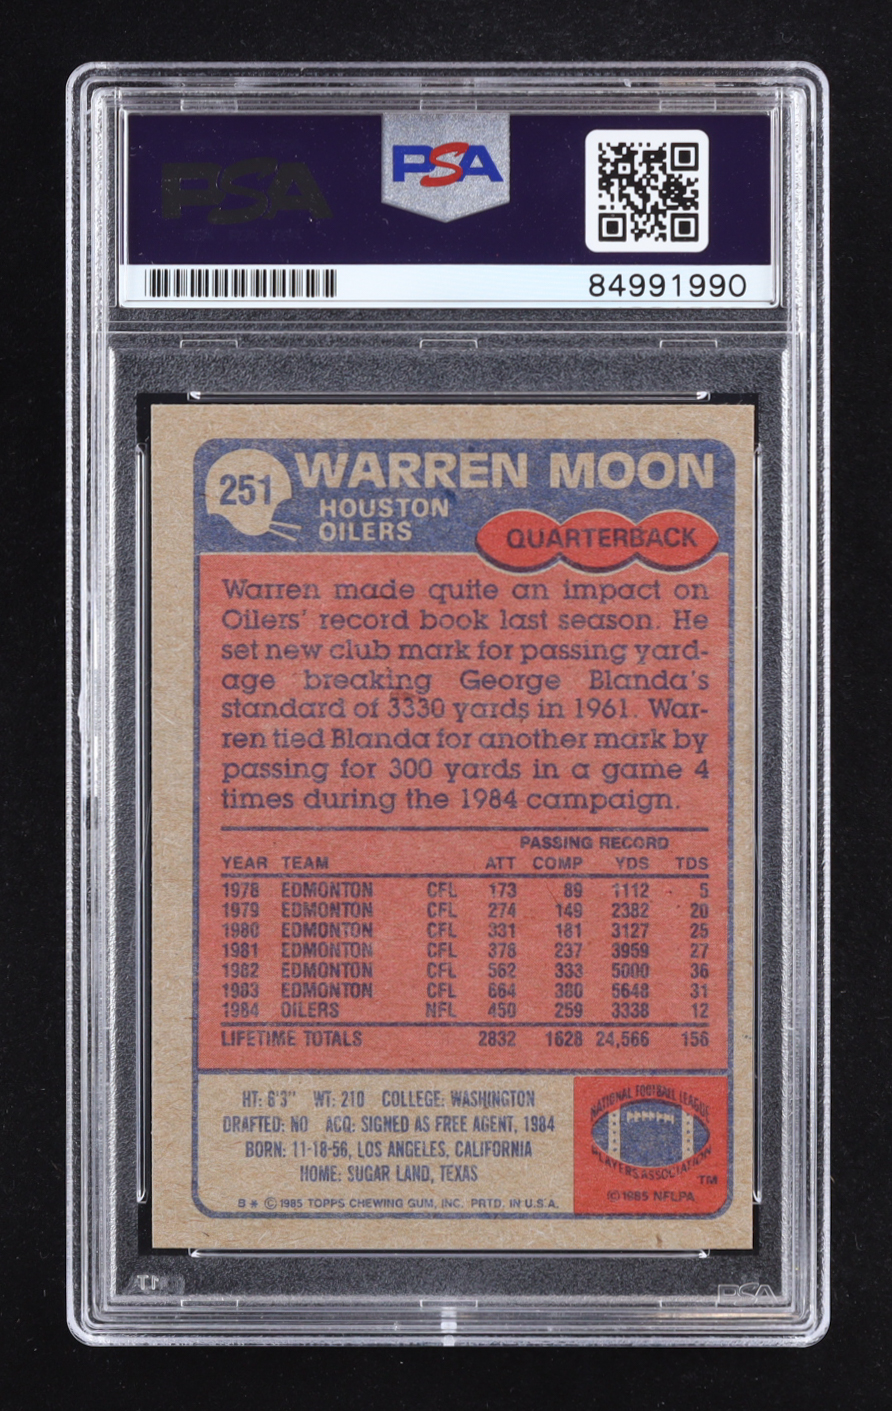 PSA
PSA
84991990
251
WARREN MOON
HOUSTON
OILERS
QUARTERBACK
Warren made quite an impact on
Oilers' record book last season. He
set new club mark for passing yard-
age breaking George Blanda's
standard of 3330 yards in 1961. War-
ren tied Blanda for another mark by
passing for 300 yards in a game 4
times during the 1984 campaign.
PASSING RECORD
YEAR TEAM ATT COMP YDS TDS
1978 EDMONTON CFL 173 89 1112 5
1979 EDMONTON CFL 274 149 2382 20
1980 EDMONTON CFL 331 181 3127 25
1981 EDMONTON CFL 378 237 3959 27
1982 EDMONTON CFL 562 333 5000 36
1983 EDMONTON CFL 664 380 5648 31
1984 OILERS NFL 450 259 3338 12
LIFETIME TOTALS 2832 1628 24,566 156
HT: 6'3" WT: 210 COLLEGE: WASHINGTON
DRAFTED: NO ACQ: SIGNED AS FREE AGENT, 1984
BORN: 11-18-56, LOS ANGELES, CALIFORNIA
HOME: SUGAR LAND, TEXAS
B * © 1985 TOPPS CHEWING GUM, INC. PRTD. IN U.S.A.
NATIONAL FOOTBALL LEAGUE
PLAYERS ASSOCIATION
TM
© 1985 NFLPA
PSA